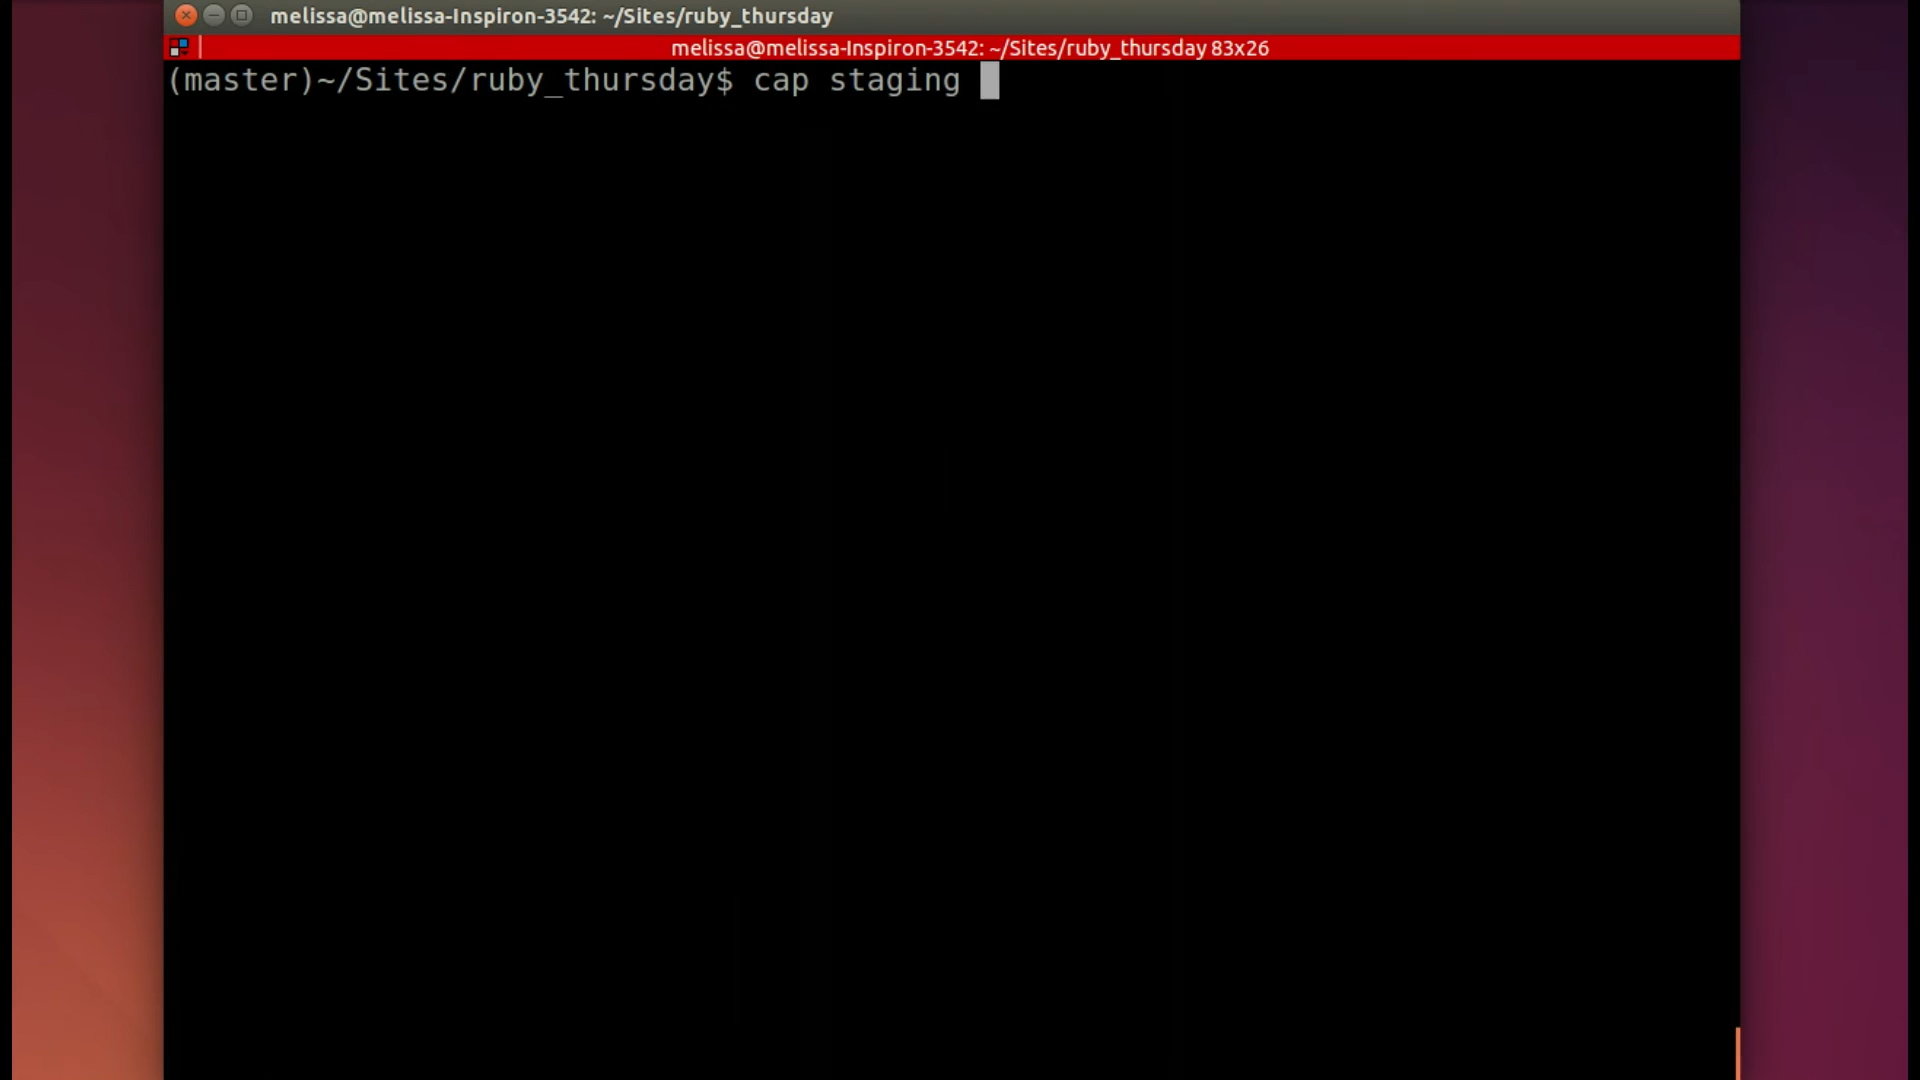 melissa@melissa-Inspiron-3542: ~/Sites/ruby_thursday
melissa@melissa-Inspiron-3542: ~/Sites/ruby_thursday 83x26
(master)~/Sites/ruby_thursday$ cap staging